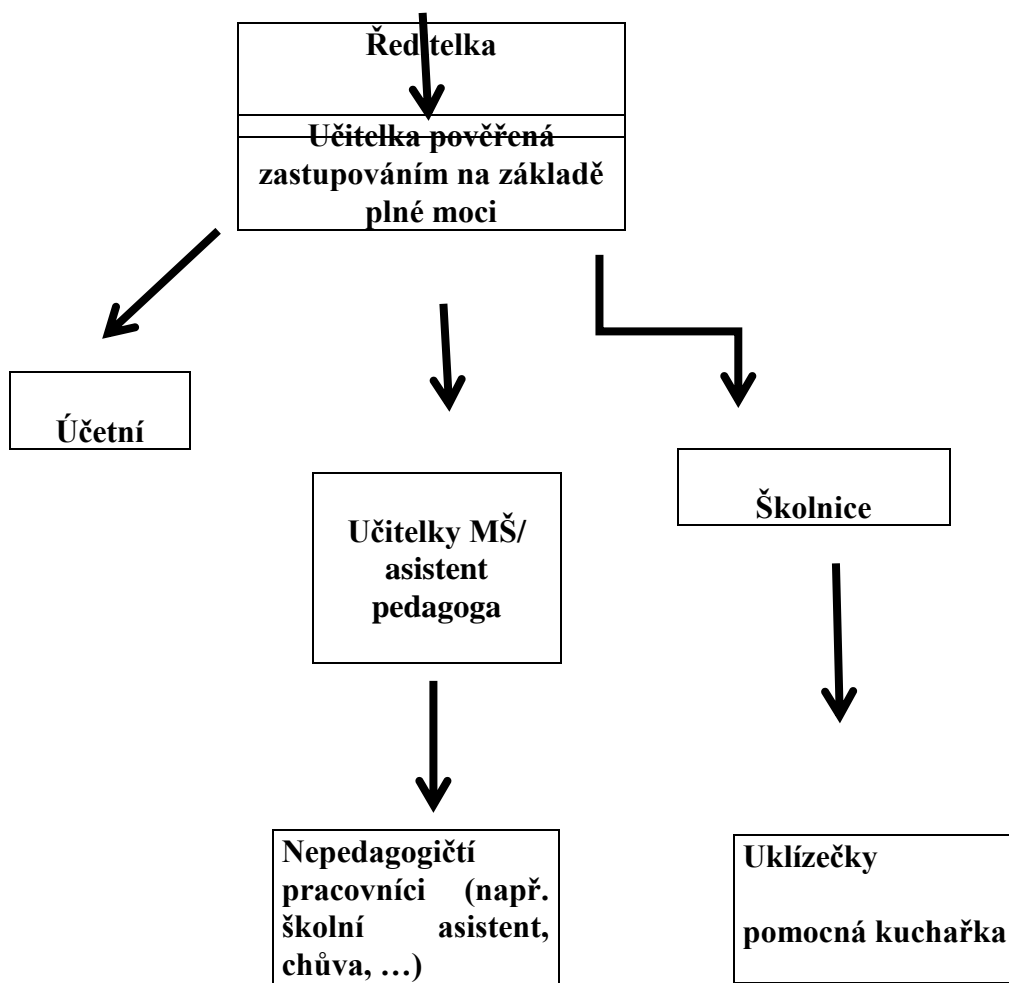 Ředitelka
Učitelka pověřená
zastupováním na základě
plné moci
Účetní
Učitelky MŠ/
asistent
pedagoga
Školnice
Nepedagogičtí
pracovníci (např.
školní asistent,
chůva, …)
Uklízečky
pomocná kuchařka